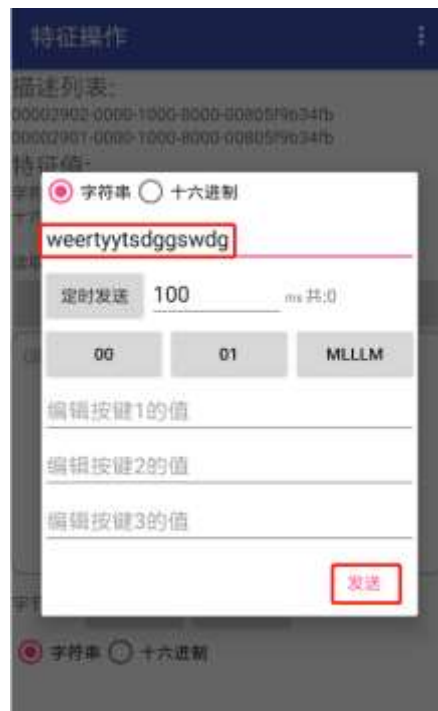 特征操作
描述列表:
00002902-0000-1000-8000-00805f9b34fb
00002901-0000-1000-8000-00805f9b34fb
特征值:
字符串 十六进制
weertyytsdggswdg
定时发送 100 ms 共:0
00 01 MLLLM
编辑按键1的值
编辑按键2的值
编辑按键3的值
发送
字符串 十六进制